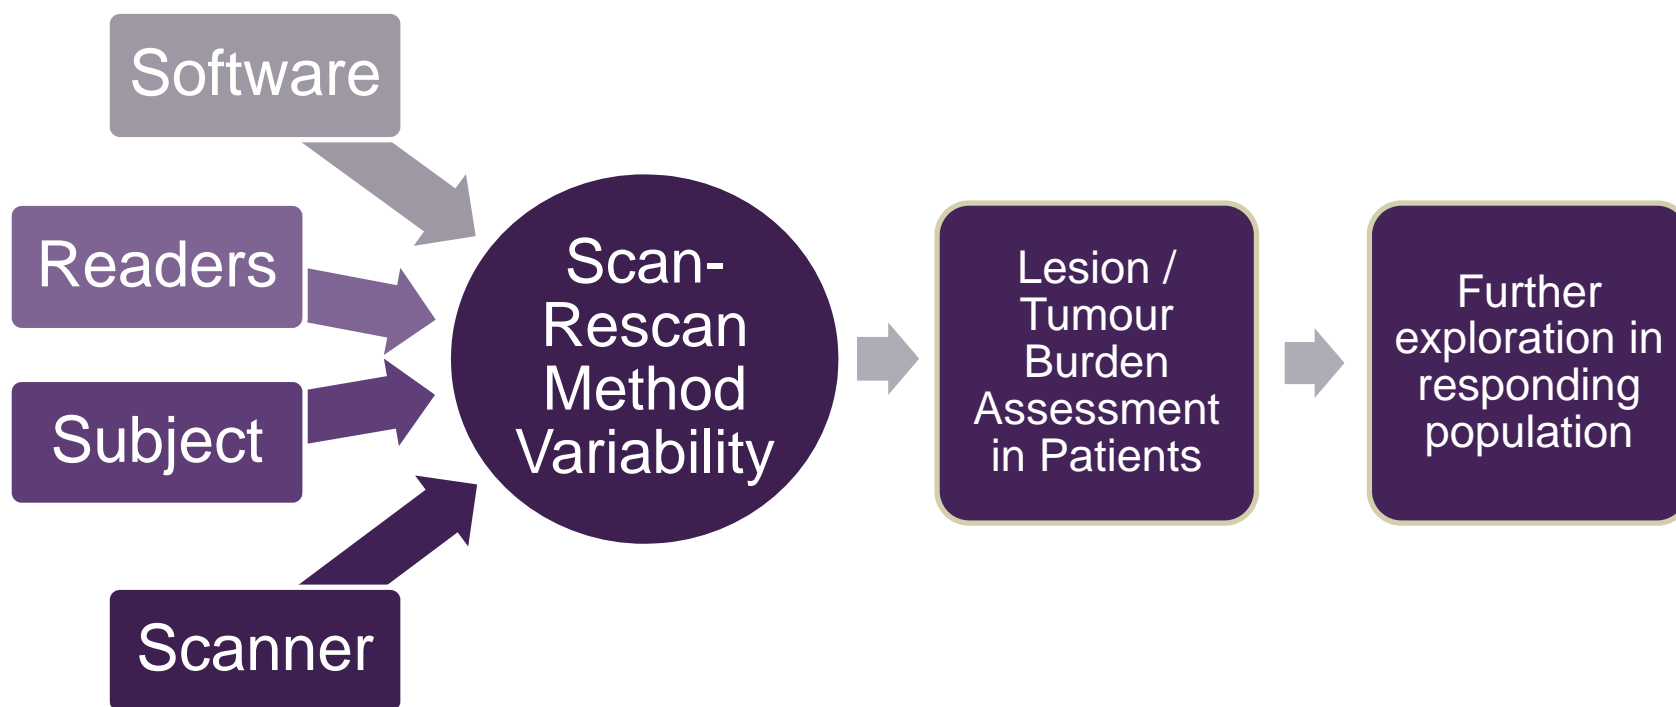 Software
Readers
Subject
Scanner
Scan-
Rescan
Method
Variability
Lesion /
Tumour
Burden
Assessment
in Patients
Further
exploration in
responding
population